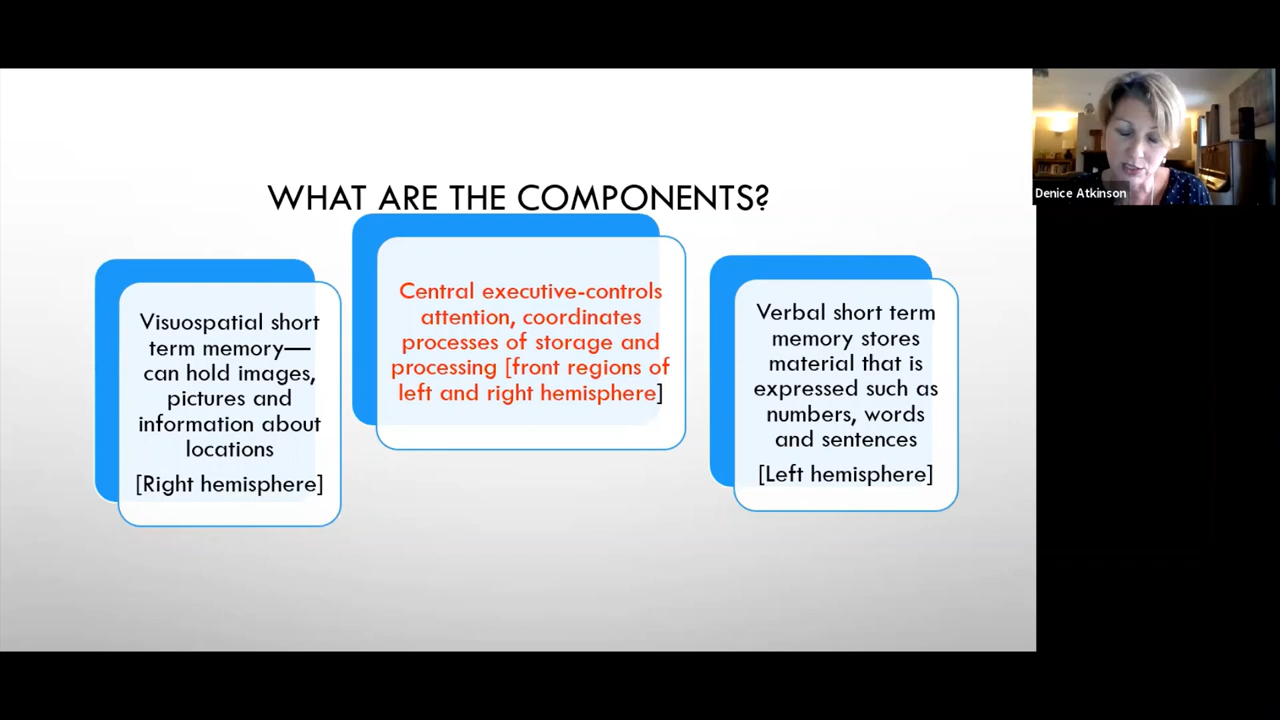 WHAT ARE THE COMPONENTS?
Visuospatial short
term memory—
can hold images,
pictures and
information about
locations
[Right hemisphere]
Central executive-controls
attention, coordinates
processes of storage and
processing [front regions of
left and right hemisphere]
Verbal short term
memory stores
material that is
expressed such as
numbers, words
and sentences
[Left hemisphere]
Denice Atkinson